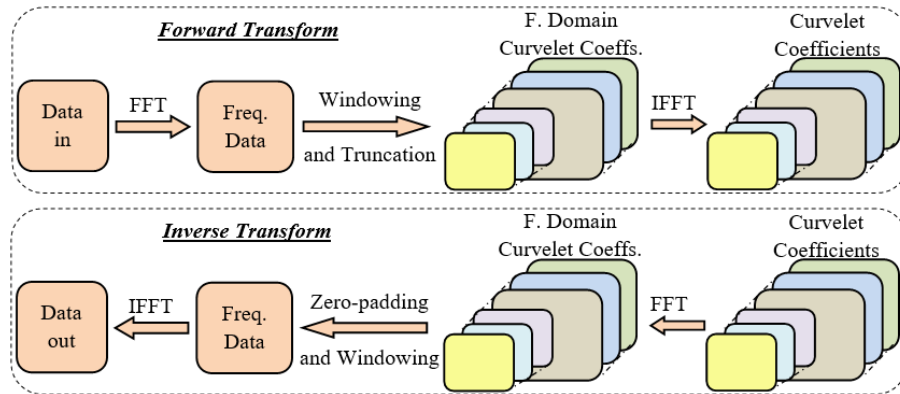 Forward Transform
F. Domain
Curvelet Coeffs.
Curvelet
Coefficients
Data
in
FFT
Freq.
Data
Windowing
and Truncation
IFFT
Inverse Transform
F. Domain
Curvelet Coeffs.
Curvelet
Coefficients
Data
out
IFFT
Freq.
Data
Zero-padding
and Windowing
FFT